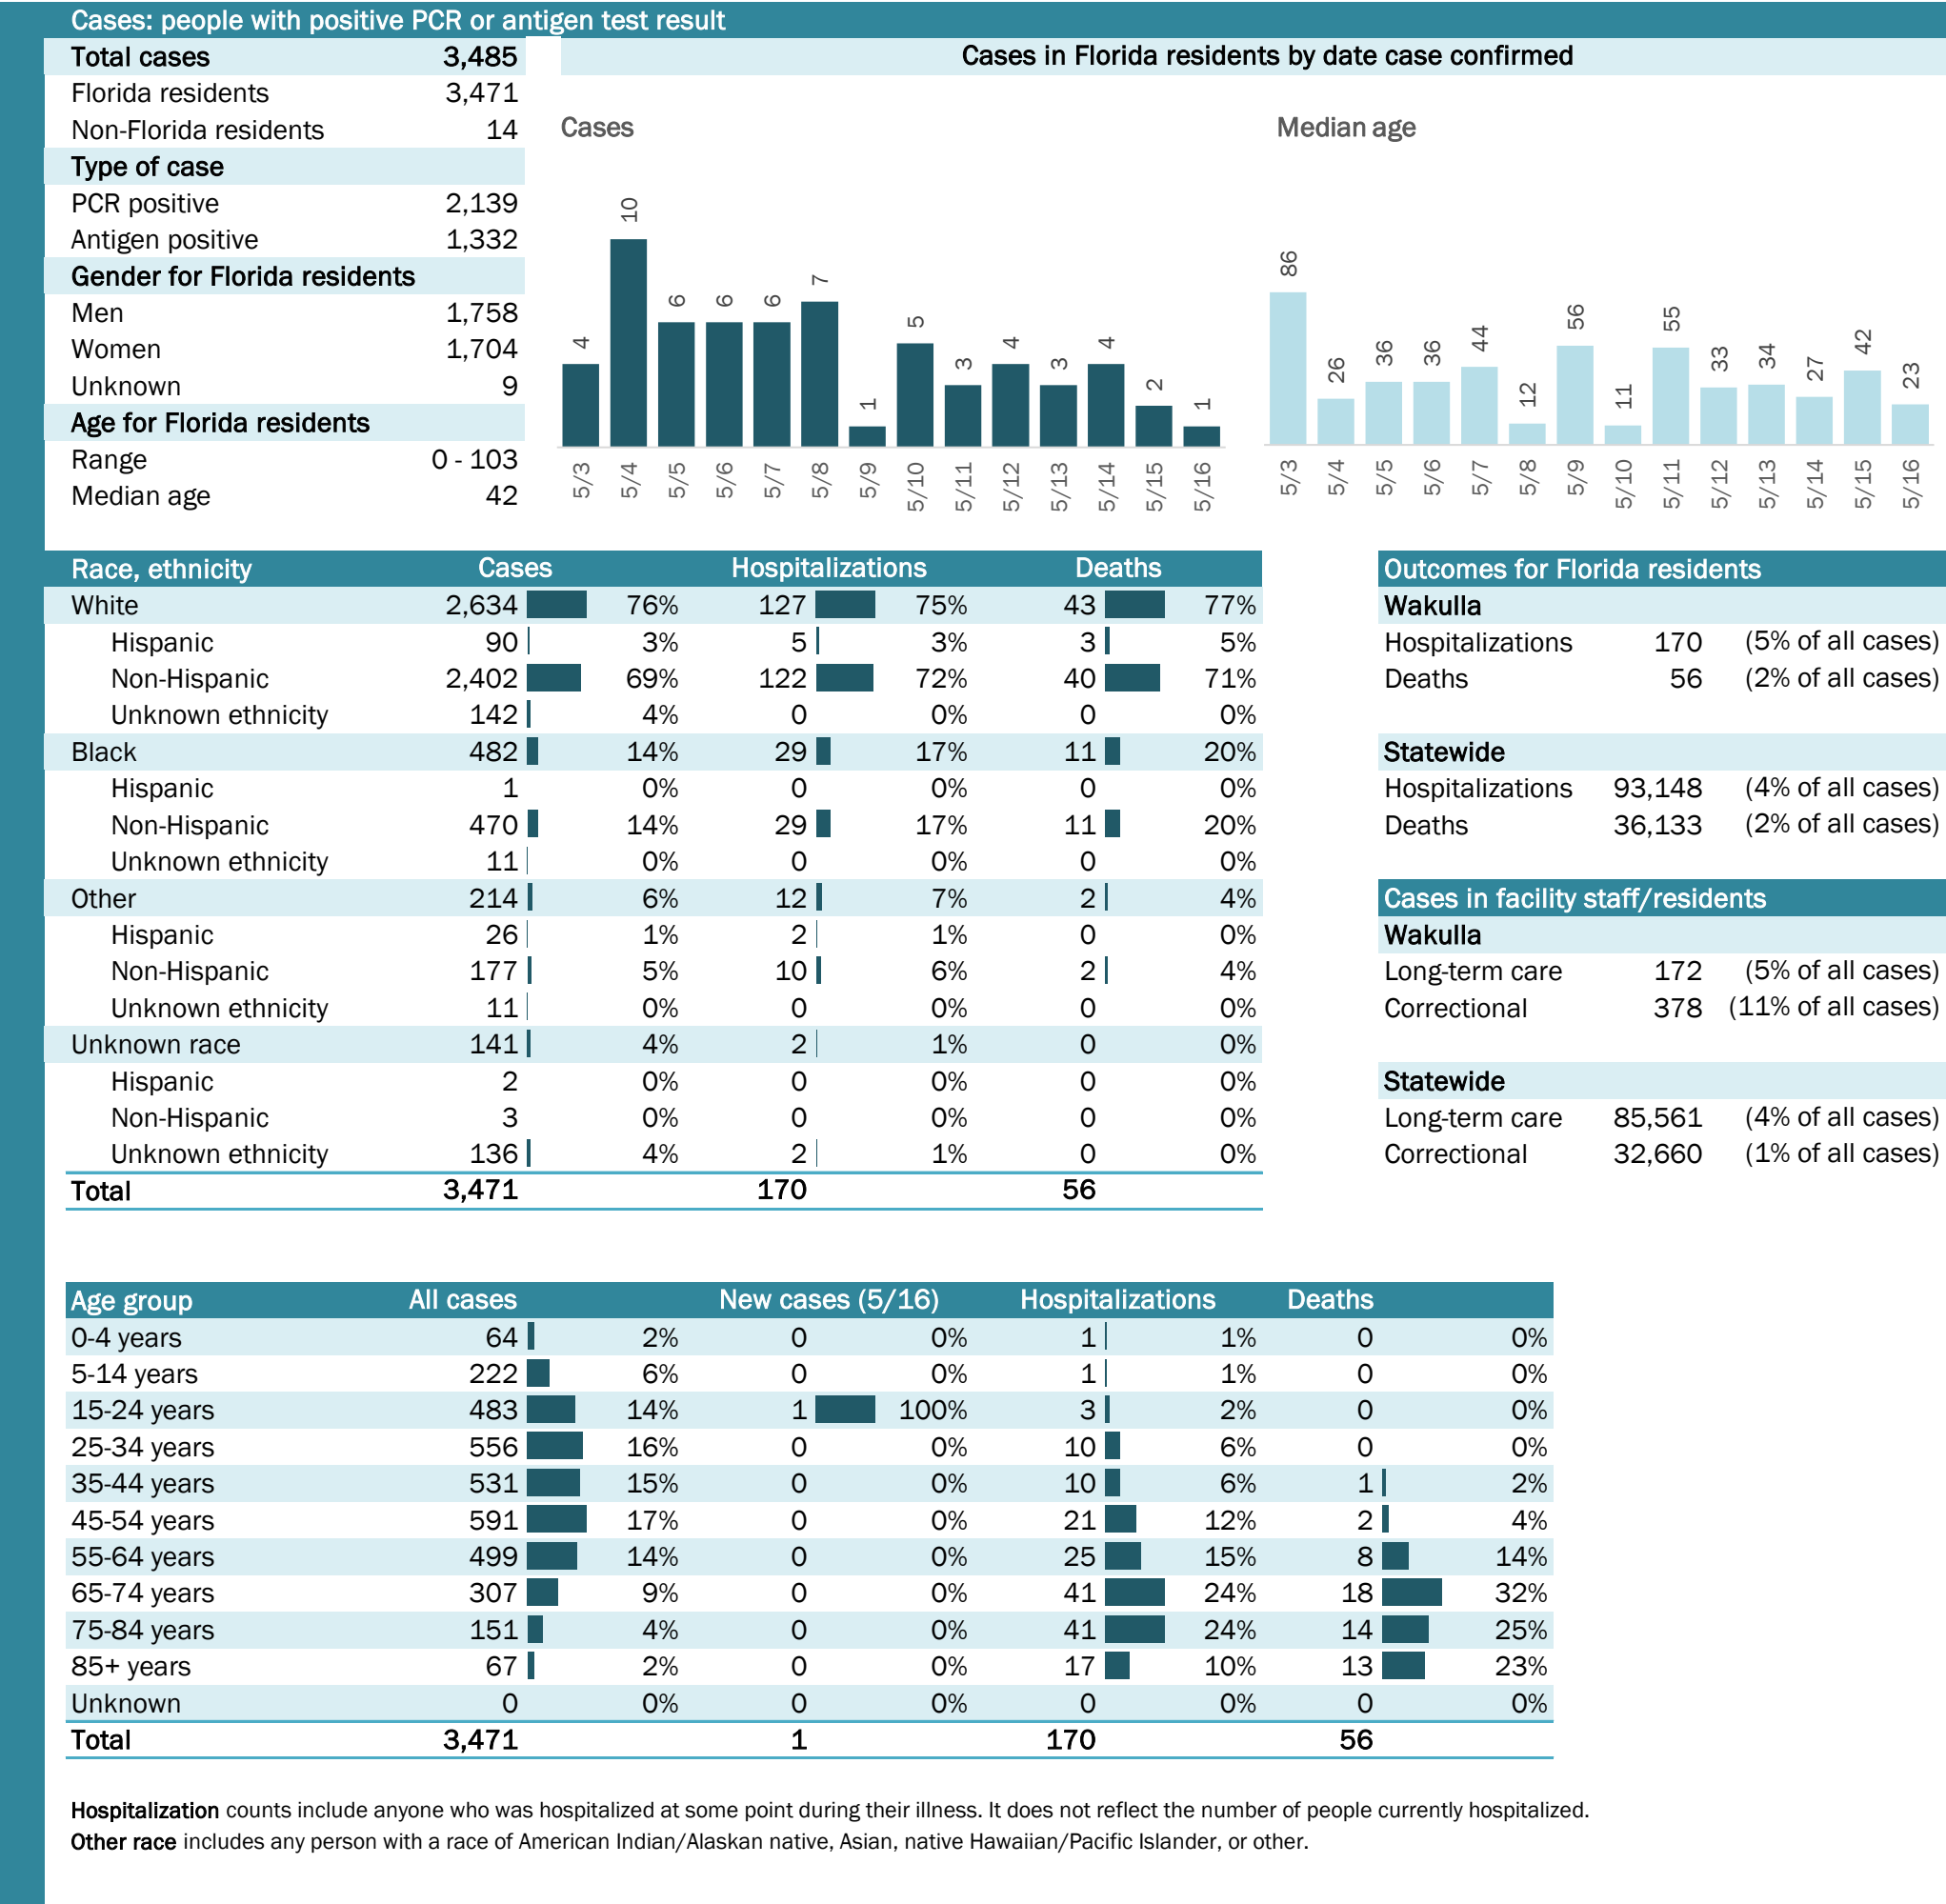 Cases: people with positive PCR or antigen test result
Total cases 3,485
Florida residents 3,471
Non-Florida residents 14
Type of case
PCR positive 2,139
Antigen positive 1,332
Gender for Florida residents
Men 1,758
Women 1,704
Unknown 9
Age for Florida residents
Range 0 - 103
Median age 42
Cases in Florida residents by date case confirmed
Cases
4 10 6 6 6 7 1 5 3 4 3 4 2 1
5/3 5/4 5/5 5/6 5/7 5/8 5/9 5/10 5/11 5/12 5/13 5/14 5/15 5/16
Median age
86 26 36 36 44 12 56 11 55 33 34 27 42 23
5/3 5/4 5/5 5/6 5/7 5/8 5/9 5/10 5/11 5/12 5/13 5/14 5/15 5/16
Race, ethnicity Cases Hospitalizations Deaths
White 2,634 76% 127 75% 43 77%
Hispanic 90 3% 5 3% 3 5%
Non-Hispanic 2,402 69% 122 72% 40 71%
Unknown ethnicity 142 4% 0 0% 0 0%
Black 482 14% 29 17% 11 20%
Hispanic 1 0% 0 0% 0 0%
Non-Hispanic 470 14% 29 17% 11 20%
Unknown ethnicity 11 0% 0 0% 0 0%
Other 214 6% 12 7% 2 4%
Hispanic 26 1% 2 1% 0 0%
Non-Hispanic 177 5% 10 6% 2 4%
Unknown ethnicity 11 0% 0 0% 0 0%
Unknown race 141 4% 2 1% 0 0%
Hispanic 2 0% 0 0% 0 0%
Non-Hispanic 3 0% 0 0% 0 0%
Unknown ethnicity 136 4% 2 1% 0 0%
Total 3,471 170 56
Outcomes for Florida residents
Wakulla
Hospitalizations 170 (5% of all cases)
Deaths 56 (2% of all cases)
Statewide
Hospitalizations 93,148 (4% of all cases)
Deaths 36,133 (2% of all cases)
Cases in facility staff/residents
Wakulla
Long-term care 172 (5% of all cases)
Correctional 378 (11% of all cases)
Statewide
Long-term care 85,561 (4% of all cases)
Correctional 32,660 (1% of all cases)
Age group All cases New cases (5/16) Hospitalizations Deaths
0-4 years 64 2% 0 0% 1 1% 0 0%
5-14 years 222 6% 0 0% 1 1% 0 0%
15-24 years 483 14% 1 100% 3 2% 0 0%
25-34 years 556 16% 0 0% 10 6% 0 0%
35-44 years 531 15% 0 0% 10 6% 1 2%
45-54 years 591 17% 0 0% 21 12% 2 4%
55-64 years 499 14% 0 0% 25 15% 8 14%
65-74 years 307 9% 0 0% 41 24% 18 32%
75-84 years 151 4% 0 0% 41 24% 14 25%
85+ years 67 2% 0 0% 17 10% 13 23%
Unknown 0 0% 0 0% 0 0% 0 0%
Total 3,471 1 170 56
Hospitalization counts include anyone who was hospitalized at some point during their illness. It does not reflect the number of people currently hospitalized.
Other race includes any person with a race of American Indian/Alaskan native, Asian, native Hawaiian/Pacific Islander, or other.